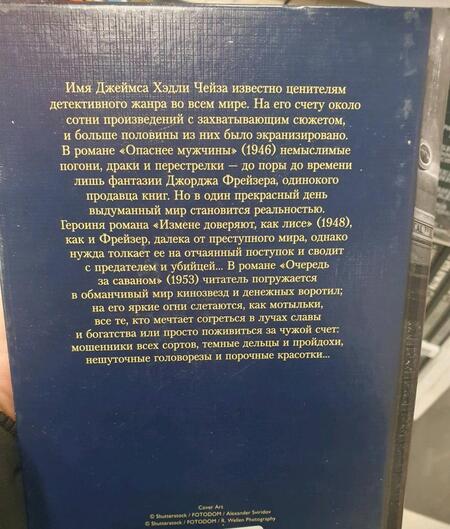 Имя Джеймса Хэдли Чейза известно ценителям
детективного жанра во всем мире. На его счету около
сотни произведений с захватывающим сюжетом,
и больше половины из них было экранизировано.
В романе «Опаснее мужчины» (1946) немыслимые
погони, драки и перестрелки — до поры до времени
лишь фантазии Джорджа Фрейзера, одинокого
продавца книг. Но в один прекрасный день
выдуманный мир становится реальностью.
Героиня романа «Измене доверяют, как лисе» (1948),
как и Фрейзер, далека от преступного мира, однако
нужда толкает ее на отчаянный поступок и сводит
с предателем и убийцей... В романе «Очередь
за саваном» (1953) читатель погружается
в обманчивый мир кинозвезд и денежных воротил;
на его яркие огни слетаются, как мотыльки,
все те, кто мечтает согреться в лучах славы
и богатства или просто поживиться за чужой счет:
мошенники всех сортов, темные дельцы и пройдохи,
нешуточные головорезы и порочные красотки...
Cover Art
© Shutterstock / FOTODOM / Alexander Sviridov
© Shutterstock / FOTODOM / R. Wellen Photography